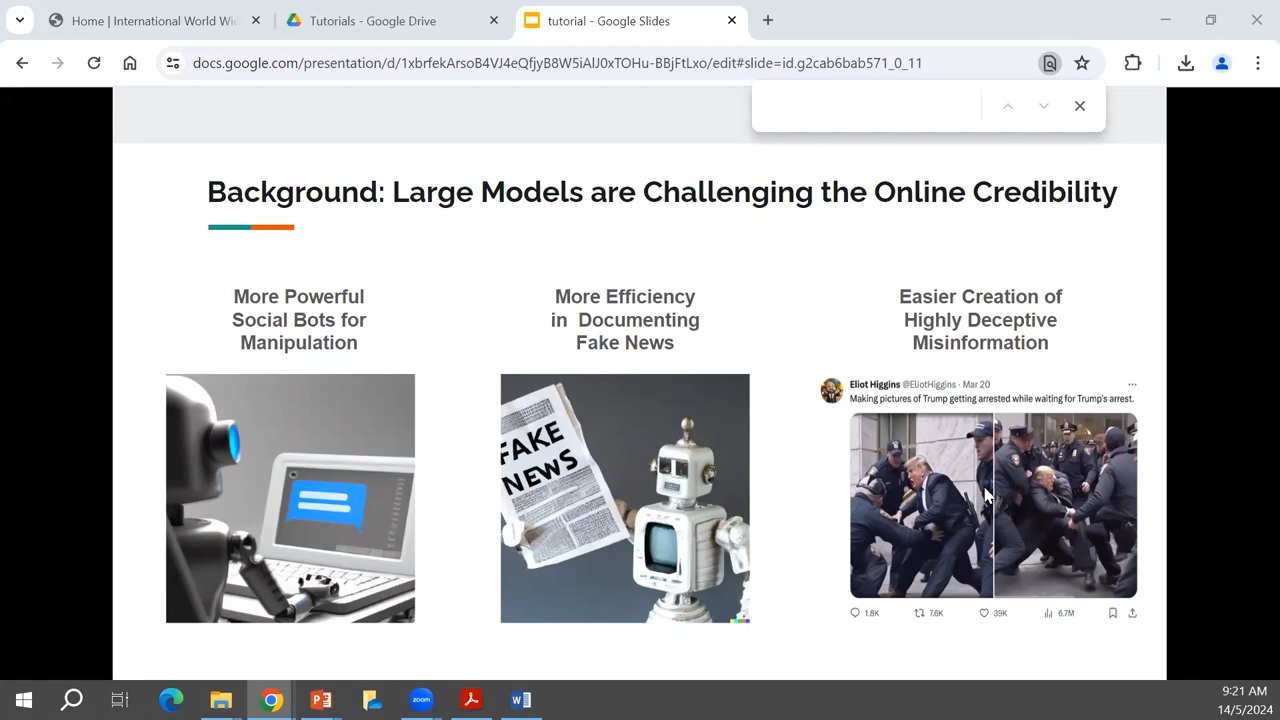 Home | International World Wi
Tutorials - Google Drive
tutorial - Google Slides
docs.google.com/presentation/d/1xbrfekArsoB4VJ4eQfjyB8W5iAlJ0xTOHu-BBjFtLxo/edit#slide=id.g2cab6bab571_0_11
Background: Large Models are Challenging the Online Credibility
More Powerful
Social Bots for
Manipulation
More Efficiency
in Documenting
Fake News
Easier Creation of
Highly Deceptive
Misinformation
FAKE
NEWS
Eliot Higgins @EliotHiggins · Mar 20
Making pictures of Trump getting arrested while waiting for Trump's arrest.
1.8K
7.6K
39K
6.7M
zoom
9:21 AM
14/5/2024